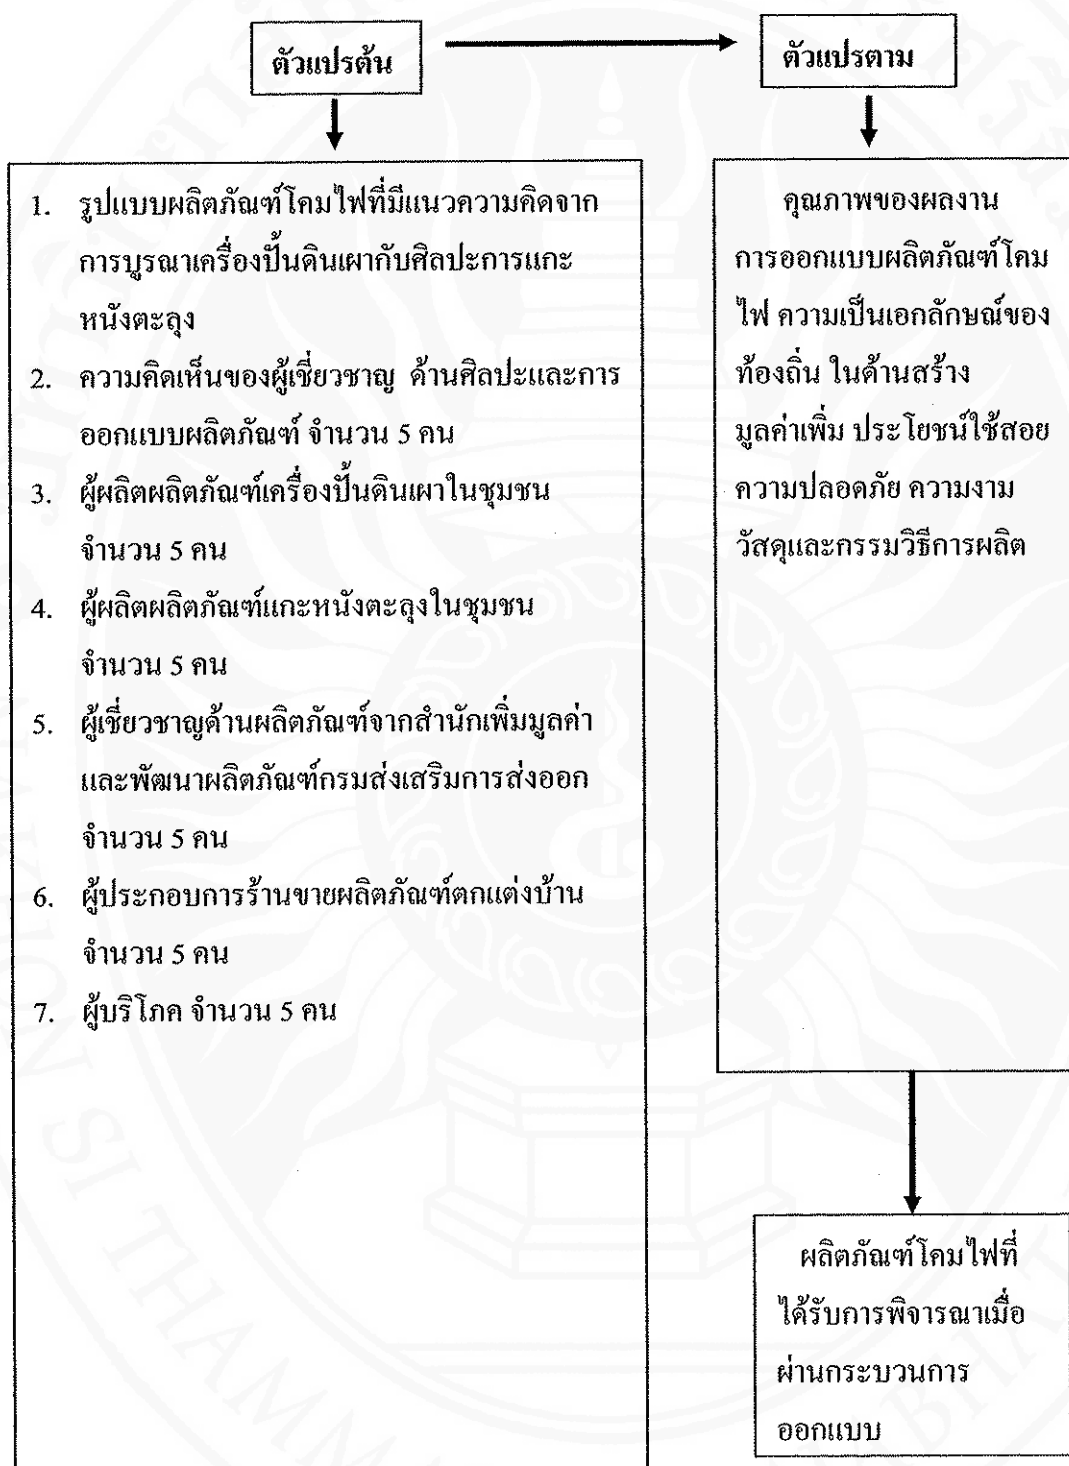 ตัวแปรต้น
ตัวแปรตาม
1. รูปแบบผลิตภัณฑ์โคมไฟที่มีแนวความคิดจาก
การบูรณาเครื่องปั้นดินเผากับศิลปะการแกะ
หนังตะลุง
2. ความคิดเห็นของผู้เชี่ยวชาญ ด้านศิลปะและการ
ออกแบบผลิตภัณฑ์ จำนวน 5 คน
3. ผู้ผลิตผลิตภัณฑ์เครื่องปั้นดินเผาในชุมชน
จำนวน 5 คน
4. ผู้ผลิตผลิตภัณฑ์แกะหนังตะลุงในชุมชน
จำนวน 5 คน
5. ผู้เชี่ยวชาญด้านผลิตภัณฑ์จากสำนักเพิ่มมูลค่า
และพัฒนาผลิตภัณฑ์กรมส่งเสริมการส่งออก
จำนวน 5 คน
6. ผู้ประกอบการร้านขายผลิตภัณฑ์ตกแต่งบ้าน
จำนวน 5 คน
7. ผู้บริโภค จำนวน 5 คน
คุณภาพของผลงาน
การออกแบบผลิตภัณฑ์โคม
ไฟ ความเป็นเอกลักษณ์ของ
ท้องถิ่น ในด้านสร้าง
มูลค่าเพิ่ม ประโยชน์ใช้สอย
ความปลอดภัย ความงาม
วัสดุและกรรมวิธีการผลิต
ผลิตภัณฑ์โคมไฟที่
ได้รับการพิจารณาเมื่อ
ผ่านกระบวนการ
ออกแบบ